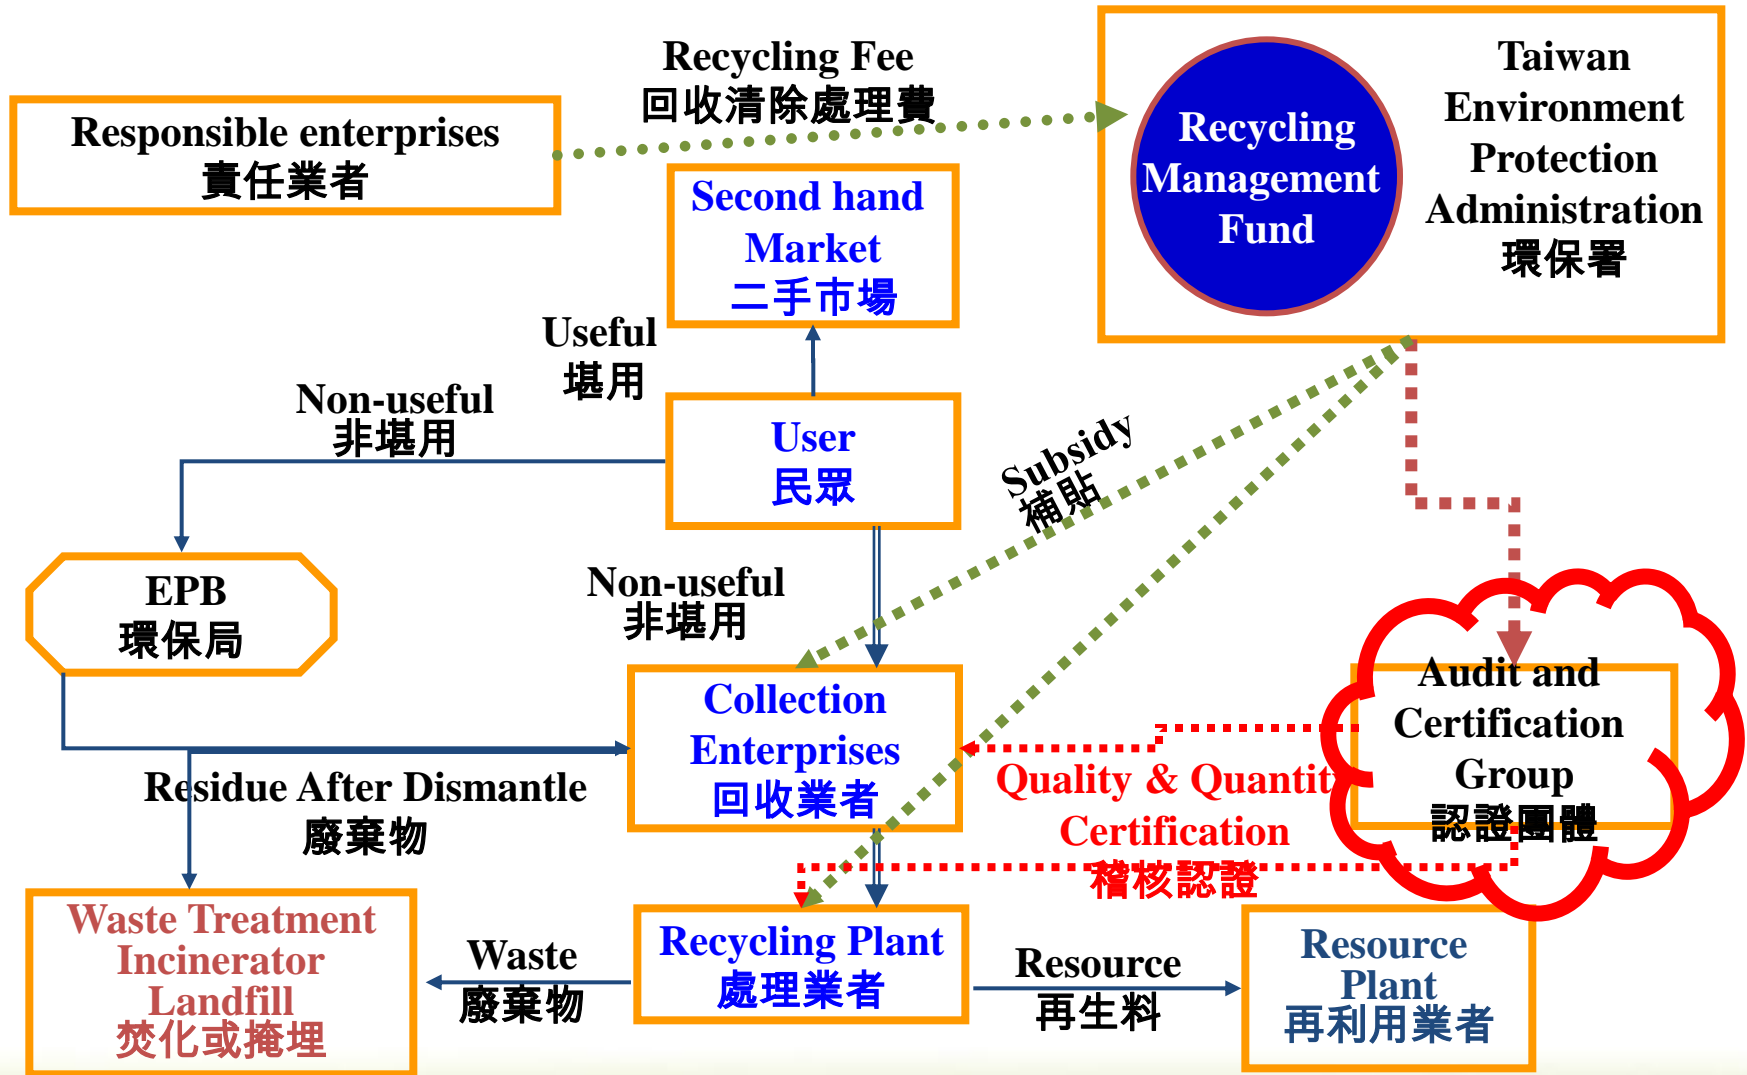 Recycling Fee
回收清除處理費
Responsible enterprises
責任業者
Recycling
Management
Fund
Taiwan
Environment
Protection
Administration
環保署
Second hand
Market
二手市場
Useful
堪用
Non-useful
非堪用
User
民眾
Subsidy
補貼
EPB
環保局
Non-useful
非堪用
Collection
Enterprises
回收業者
Audit and
Certification
Group
認證團體
Residue After Dismantle
廢棄物
Quality & Quantity
Certification
稽核認證
Waste Treatment
Incinerator
Landfill
焚化或掩埋
Waste
廢棄物
Recycling Plant
處理業者
Resource
再生料
Resource
Plant
再利用業者